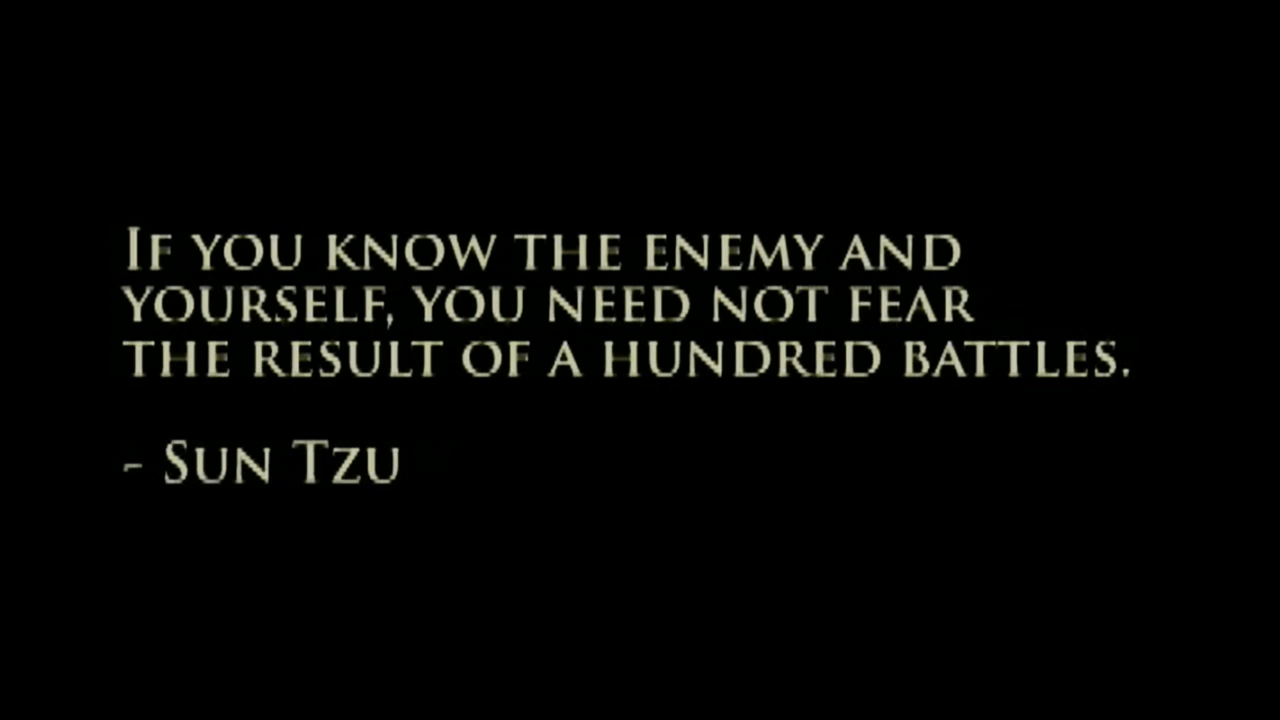 If you know the enemy and
yourself, you need not fear
the result of a hundred battles.
- Sun Tzu